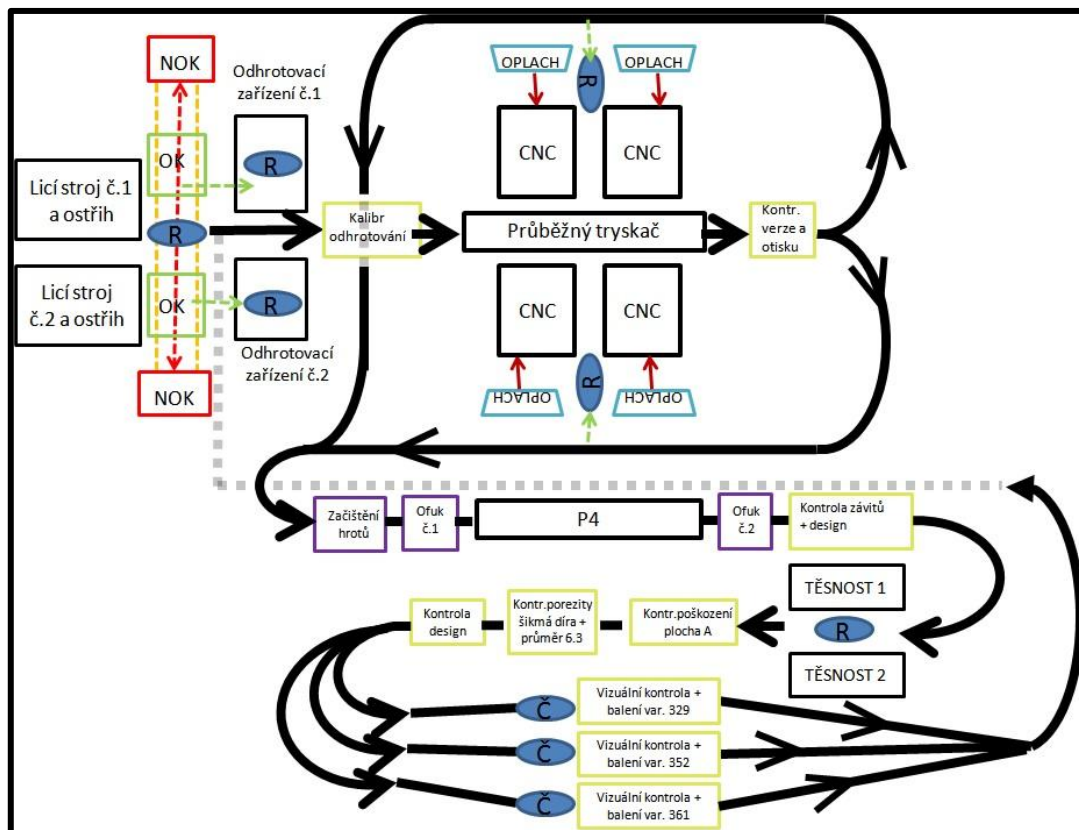 NOK
Odhrotovací
zařízení č.1
OK
R
Licí stroj č.1
a ostřih
R
Licí stroj
č.2 a ostřih
OK
R
Odhrotovací
zařízení č.2
NOK
Kalibr
odhrotování
OPLACH
R
OPLACH
CNC
CNC
Průběžný tryskač
Kontr.
verze a
otisku
CNC
CNC
OPLACH
R
OPLACH
Začištění
hrotů
Ofuk
č.1
P4
Ofuk
č.2
Kontrola závitů
+ design
TĚSNOST 1
R
TĚSNOST 2
Kontr.poškození
plocha A
Kontr.porezity
šikmá díra +
průměr 6.3
Kontrola
design
Č
Vizuální kontrola +
balení var. 329
Č
Vizuální kontrola +
balení var. 352
Č
Vizuální kontrola +
balení var. 361